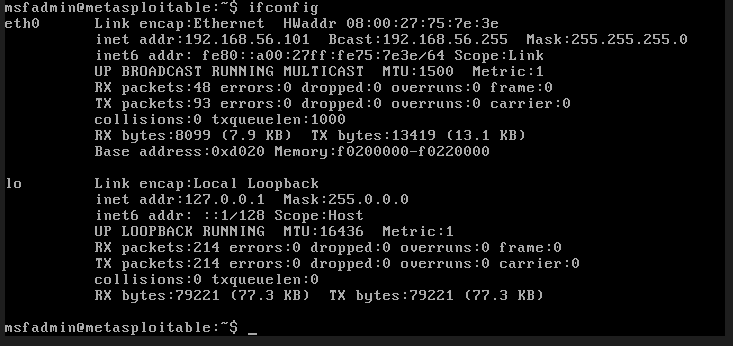 msfadmin@metasploitable:~$ ifconfig
eth0      Link encap:Ethernet  HWaddr 08:00:27:75:7e:3e
          inet addr:192.168.56.101  Bcast:192.168.56.255  Mask:255.255.255.0
          inet6 addr: fe80::a00:27ff:fe75:7e3e/64 Scope:Link
          UP BROADCAST RUNNING MULTICAST  MTU:1500  Metric:1
          RX packets:48 errors:0 dropped:0 overruns:0 frame:0
          TX packets:93 errors:0 dropped:0 overruns:0 carrier:0
          collisions:0 txqueuelen:1000
          RX bytes:8099 (7.9 KB)  TX bytes:13419 (13.1 KB)
          Base address:0xd020 Memory:f0200000-f0220000
lo        Link encap:Local Loopback
          inet addr:127.0.0.1  Mask:255.0.0.0
          inet6 addr: ::1/128 Scope:Host
          UP LOOPBACK RUNNING  MTU:16436  Metric:1
          RX packets:214 errors:0 dropped:0 overruns:0 frame:0
          TX packets:214 errors:0 dropped:0 overruns:0 carrier:0
          collisions:0 txqueuelen:0
          RX bytes:79221 (77.3 KB)  TX bytes:79221 (77.3 KB)
msfadmin@metasploitable:~$ _